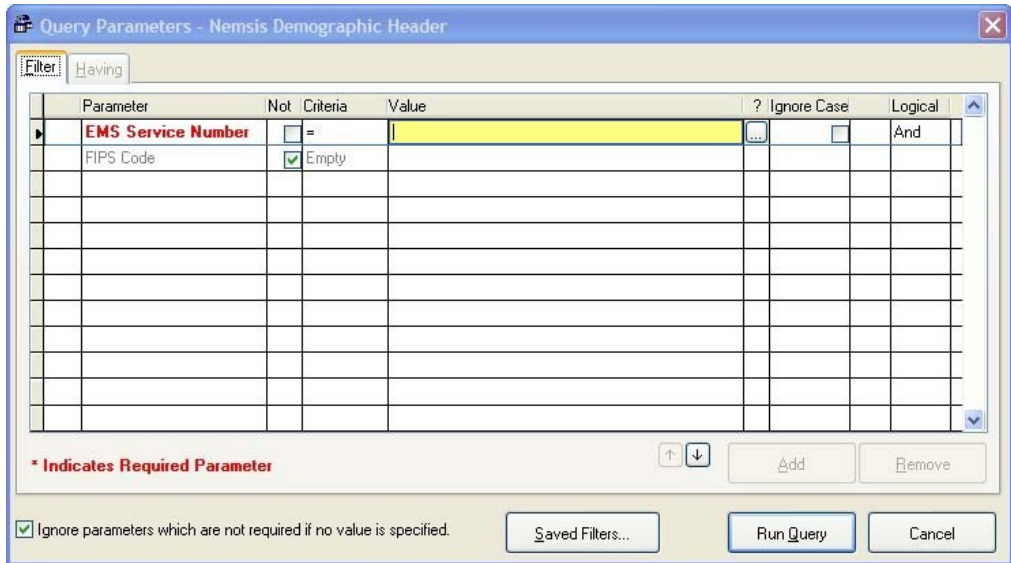 Query Parameters - Nemsis Demographic Header
Filter Having
Parameter Not Criteria Value ? Ignore Case Logical
EMS Service Number = ... And
FIPS Code Empty
* Indicates Required Parameter
Add Remove
Ignore parameters which are not required if no value is specified.
Saved Filters... Run Query Cancel